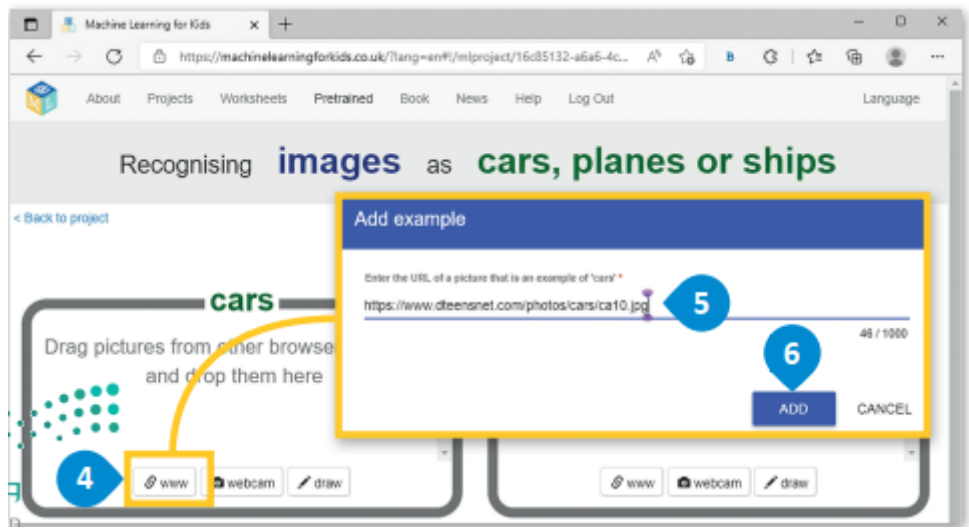 Machine Learning for Kids
https://machinelearningforkids.co.uk/?lang=en#!/mlproject/16c85132-a6a6-4c...
About Projects Worksheets Pretrained Book News Help Log Out Language
Recognising images as cars, planes or ships
< Back to project
Add example
Enter the URL of a picture that is an example of 'cars' *
https://www.dteensnet.com/photos/cars/ca10.jpg
5
46 / 1000
6
ADD CANCEL
cars
Drag pictures from other browse
and drop them here
4
www webcam draw
www webcam draw